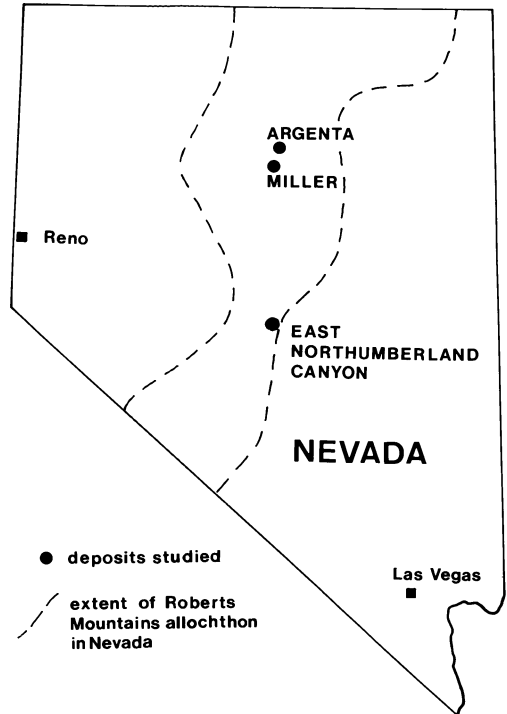 ARGENTA
MILLER
Reno
EAST
NORTHUMBERLAND
CANYON
NEVADA
deposits studied
Las Vegas
extent of Roberts
Mountains allochthon
in Nevada